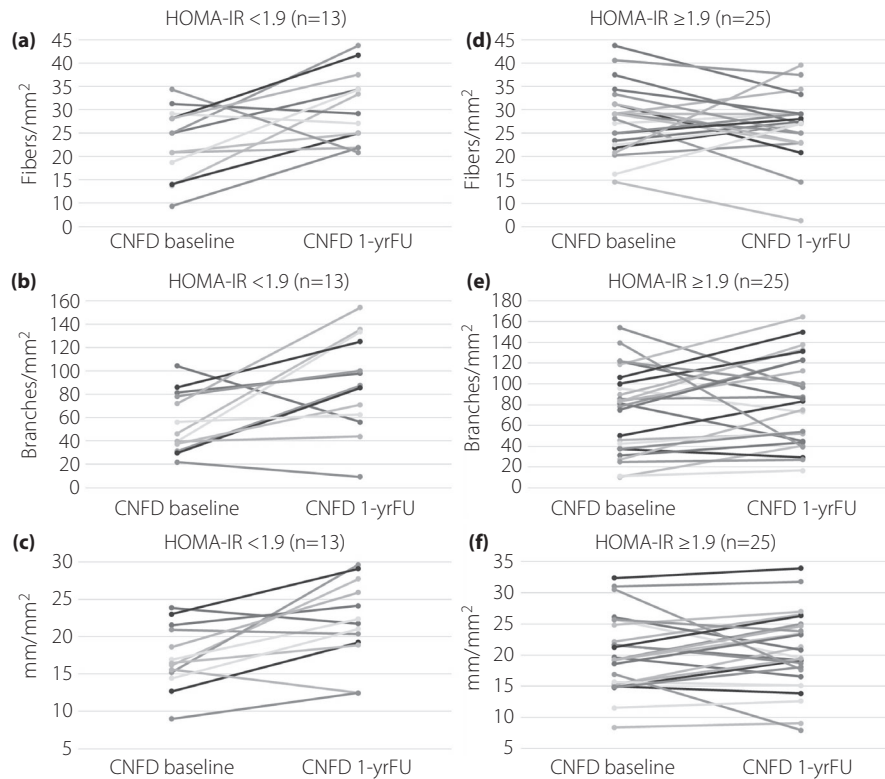 (a)
HOMA-IR <1.9 (n=13)
Fibers/mm²
45
40
35
30
25
20
15
10
0
CNFD baseline
CNFD 1-yrFU
(d)
HOMA-IR ≥1.9 (n=25)
Fibers/mm²
45
40
35
30
25
20
15
10
0
CNFD baseline
CNFD 1-yrFU
(b)
HOMA-IR <1.9 (n=13)
Branches/mm²
160
140
120
100
80
60
40
20
0
CNFD baseline
CNFD 1-yrFU
(e)
HOMA-IR ≥1.9 (n=25)
Branches/mm²
180
160
140
120
100
80
60
40
20
0
CNFD baseline
CNFD 1-yrFU
(c)
HOMA-IR <1.9 (n=13)
mm/mm²
30
25
20
15
10
5
CNFD baseline
CNFD 1-yrFU
(f)
HOMA-IR ≥1.9 (n=25)
mm/mm²
35
30
25
20
15
10
5
CNFD baseline
CNFD 1-yrFU